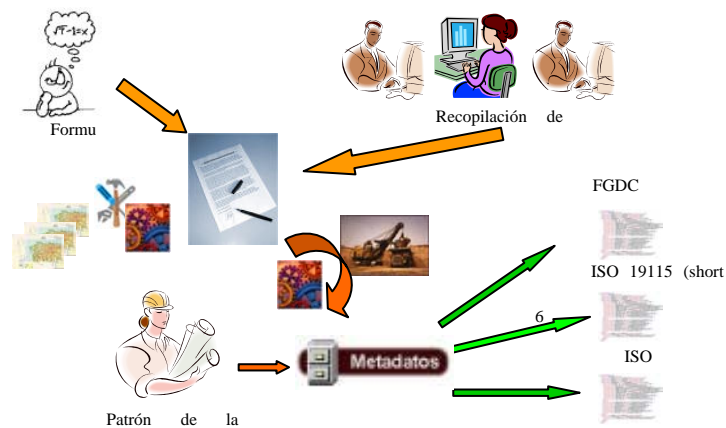 √F-1=x
Formu
Recopilación de
FGDC
ISO 19115 (short
6
ISO
Metadatos
Patrón de la